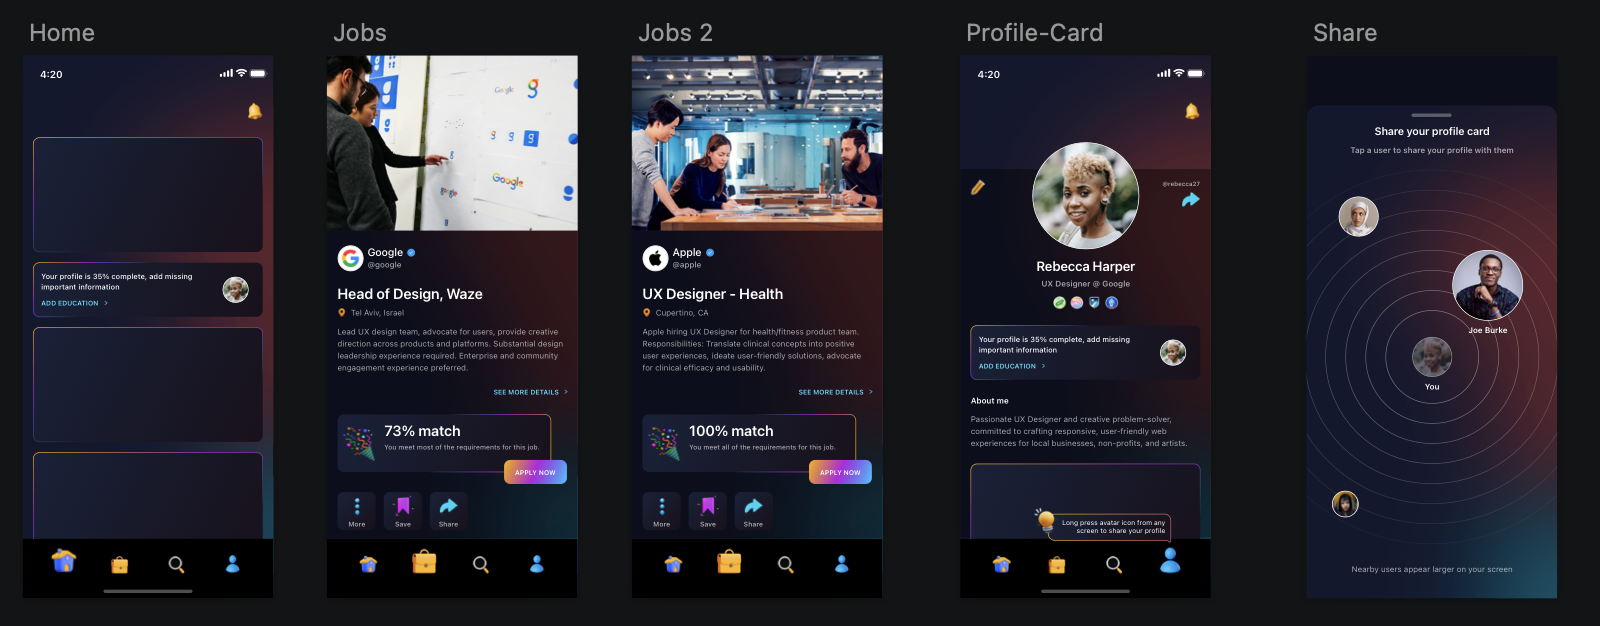 Home
4:20
Your profile is 35% complete, add missing
important information
ADD EDUCATION >
Jobs
Google
Google
Google
@google
Head of Design, Waze
Tel Aviv, Israel
Lead UX design team, advocate for users, provide creative
direction across products and platforms. Substantial design
leadership experience required. Enterprise and community
engagement experience preferred.
SEE MORE DETAILS >
73% match
You meet most of the requirements for this job.
APPLY NOW
More
Save
Share
Jobs 2
Apple
@apple
UX Designer - Health
Cupertino, CA
Apple hiring UX Designer for health/fitness product team.
Responsibilities: Translate clinical concepts into positive
user experiences, ideate user-friendly solutions, advocate
for clinical efficacy and usability.
SEE MORE DETAILS >
100% match
You meet all of the requirements for this job.
APPLY NOW
More
Save
Share
Profile-Card
4:20
@rebecca27
Rebecca Harper
UX Designer @ Google
Your profile is 35% complete, add missing
important information
ADD EDUCATION >
About me
Passionate UX Designer and creative problem-solver,
committed to crafting responsive, user-friendly web
experiences for local businesses, non-profits, and artists.
Long press avatar icon from any
screen to share your profile
Share
Share your profile card
Tap a user to share your profile with them
Joe Burke
You
Nearby users appear larger on your screen